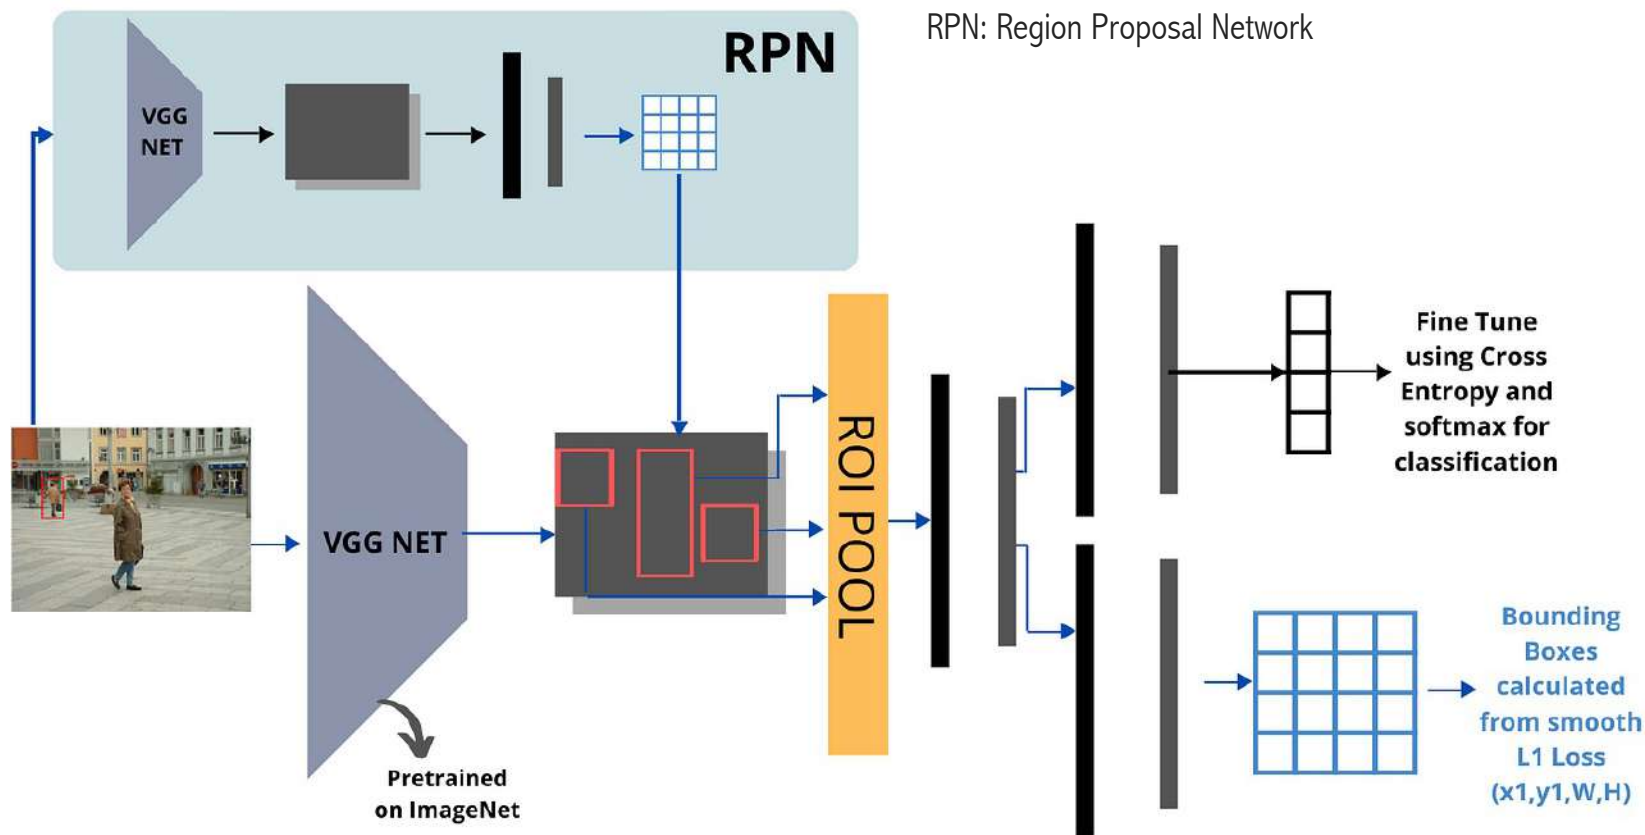 RPN: Region Proposal Network
RPN
VGG
NET
VGG NET
Pretrained
on ImageNet
ROI POOL
Fine Tune
using Cross
Entropy and
softmax for
classification
Bounding
Boxes
calculated
from smooth
L1 Loss
(x1,y1,W,H)